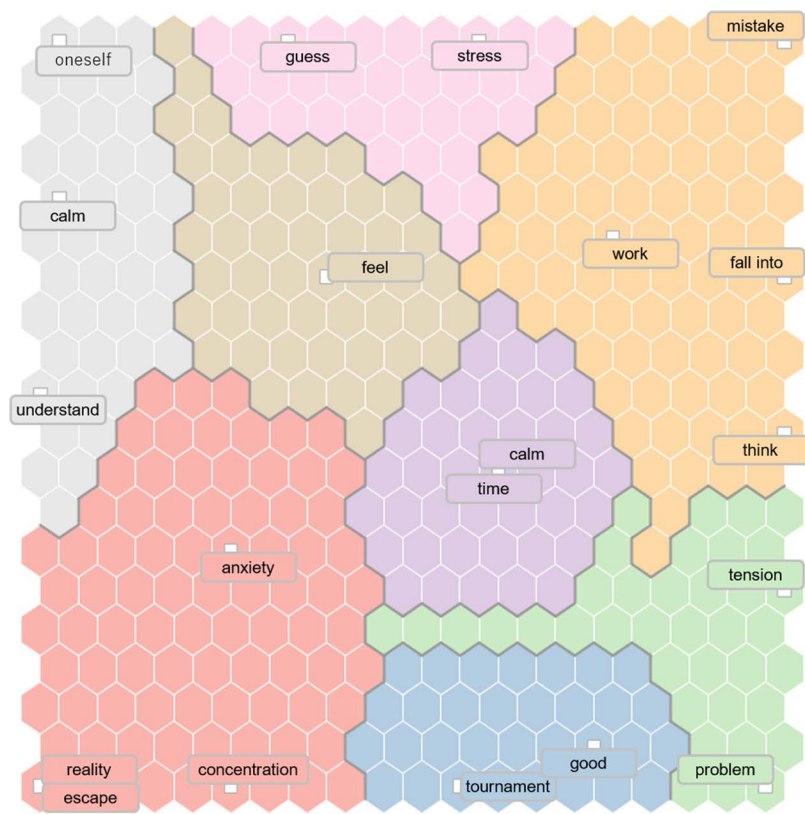 mistake
oneself
guess
stress
calm
work
fall into
feel
understand
calm
think
time
anxiety
tension
reality
concentration
good
problem
tournament
escape